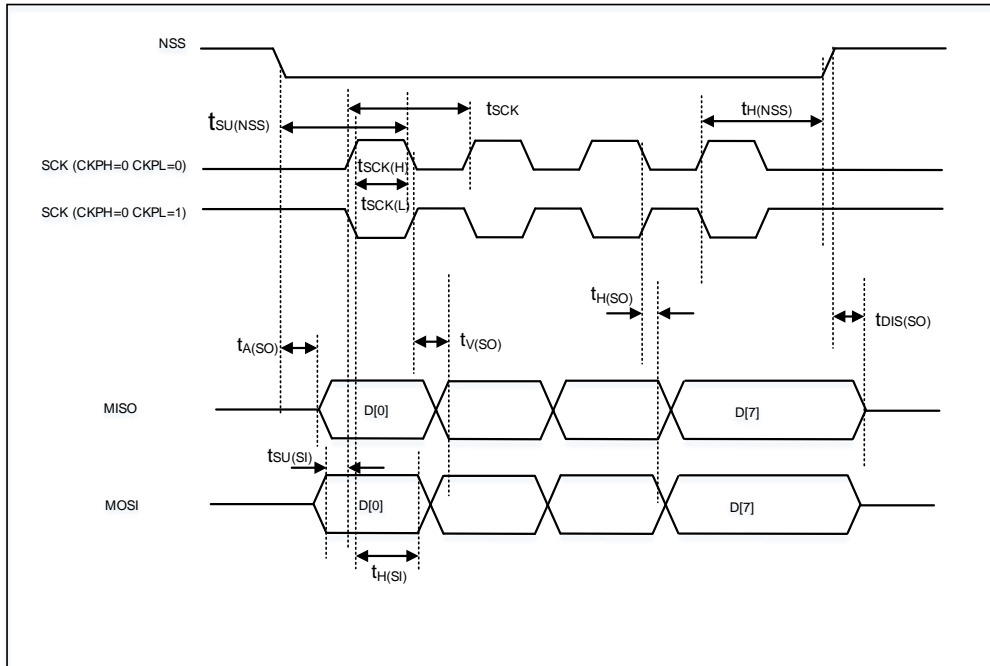 NSS
tSCK
tH(NSS)
tSU(NSS)
SCK (CKPH=0 CKPL=0)
tSCK(H)
tSCK(L)
SCK (CKPH=0 CKPL=1)
tH(SO)
tDIS(SO)
tA(SO)
tV(SO)
MISO
D[0]
D[7]
tSU(SI)
MOSI
D[0]
D[7]
tH(SI)